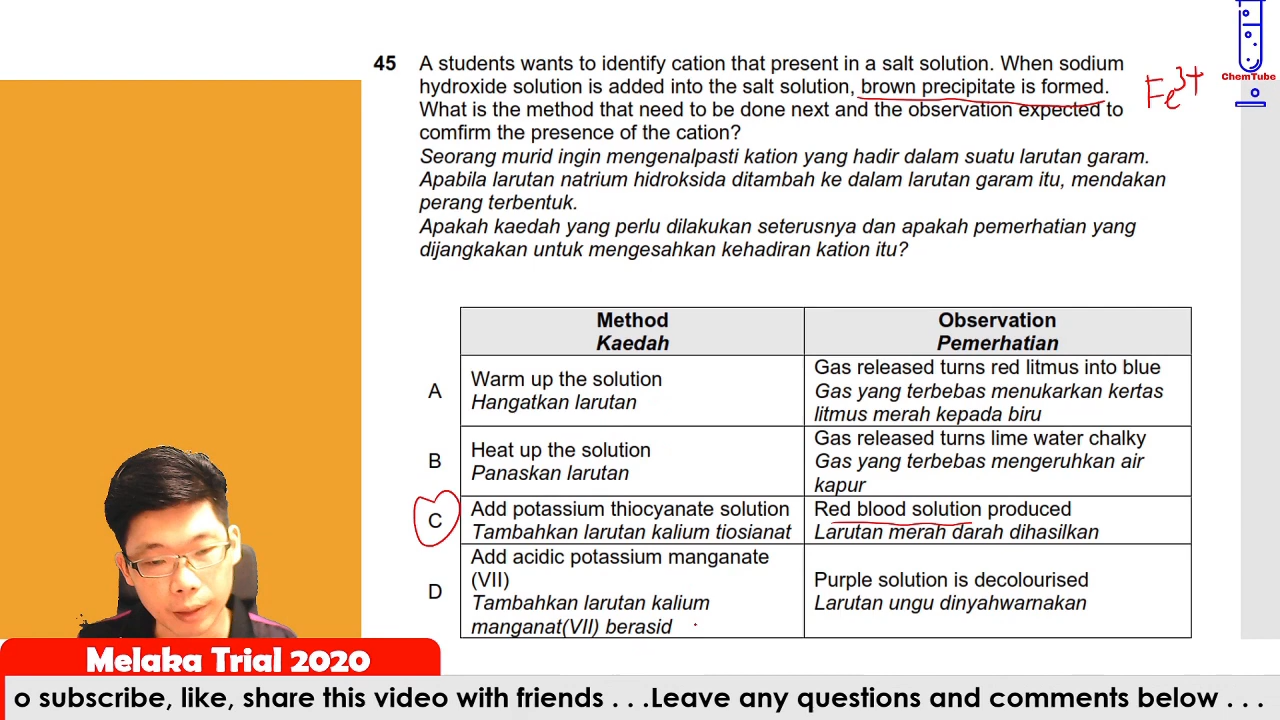 45 A students wants to identify cation that present in a salt solution. When sodium
hydroxide solution is added into the salt solution, brown precipitate is formed.
What is the method that need to be done next and the observation expected to
comfirm the presence of the cation?
Seorang murid ingin mengenalpasti kation yang hadir dalam suatu larutan garam.
Apabila larutan natrium hidroksida ditambah ke dalam larutan garam itu, mendakan
perang terbentuk.
Apakah kaedah yang perlu dilakukan seterusnya dan apakah pemerhatian yang
dijangkakan untuk mengesahkan kehadiran kation itu?
Fe3+
ChemTube
Method
Kaedah
Observation
Pemerhatian
A
Warm up the solution
Hangatkan larutan
Gas released turns red litmus into blue
Gas yang terbebas menukarkan kertas
litmus merah kepada biru
B
Heat up the solution
Panaskan larutan
Gas released turns lime water chalky
Gas yang terbebas mengeruhkan air
kapur
C
Add potassium thiocyanate solution
Tambahkan larutan kalium tiosianat
Red blood solution produced
Larutan merah darah dihasilkan
D
Add acidic potassium manganate
(VII)
Tambahkan larutan kalium
manganat(VII) berasid
Purple solution is decolourised
Larutan ungu dinyahwarnakan
Melaka Trial 2020
o subscribe, like, share this video with friends . . .Leave any questions and comments below . . .